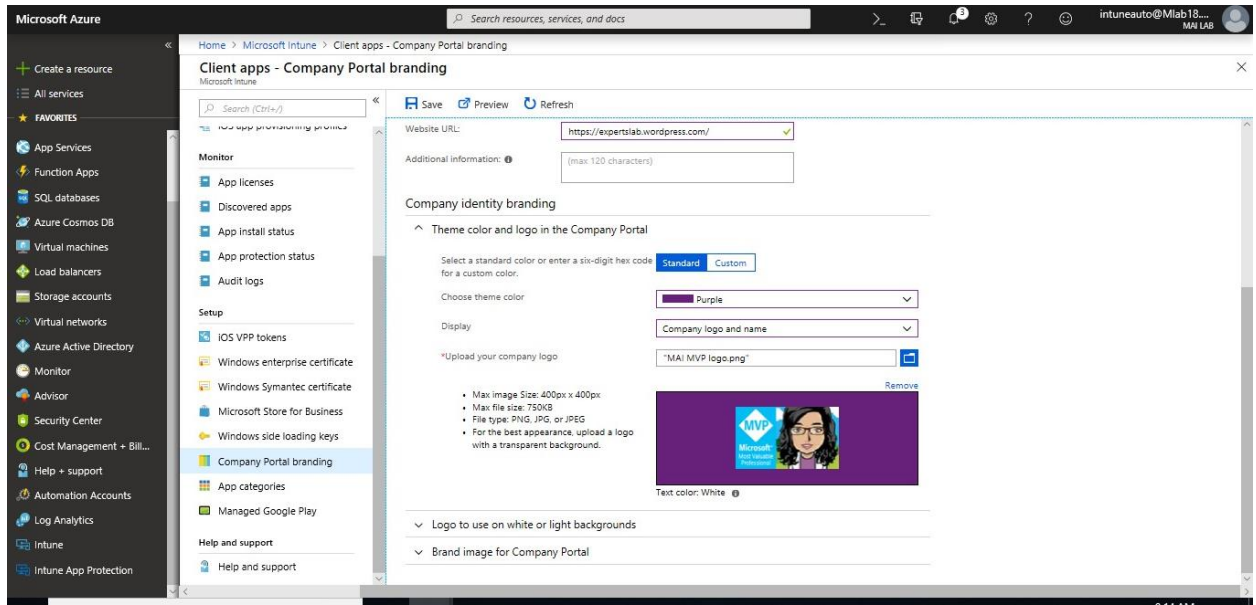 Microsoft Azure
Search resources, services, and docs
3
intuneauto@Mlab18....
MAI LAB
Home > Microsoft Intune > Client apps - Company Portal branding
Create a resource
All services
FAVORITES
App Services
Function Apps
SQL databases
Azure Cosmos DB
Virtual machines
Load balancers
Storage accounts
Virtual networks
Azure Active Directory
Monitor
Advisor
Security Center
Cost Management + Bill...
Help + support
Automation Accounts
Log Analytics
Intune
Intune App Protection
Client apps - Company Portal branding
Microsoft Intune
Search (Ctrl+/)
iOS app provisioning profiles
Monitor
App licenses
Discovered apps
App install status
App protection status
Audit logs
Setup
iOS VPP tokens
Windows enterprise certificate
Windows Symantec certificate
Microsoft Store for Business
Windows side loading keys
Company Portal branding
App categories
Managed Google Play
Help and support
Help and support
Save Preview Refresh
Website URL: https://expertslab.wordpress.com/
Additional information: (max 120 characters)
Company identity branding
Theme color and logo in the Company Portal
Select a standard color or enter a six-digit hex code
for a custom color.
Standard Custom
Choose theme color Purple
Display Company logo and name
*Upload your company logo "MAI MVP logo.png"
Remove
• Max image Size: 400px x 400px
• Max file size: 750KB
• File type: PNG, JPG, or JPEG
• For the best appearance, upload a logo
with a transparent background.
MVP
Microsoft
Most Valuable
Professional
Text color: White
Logo to use on white or light backgrounds
Brand image for Company Portal